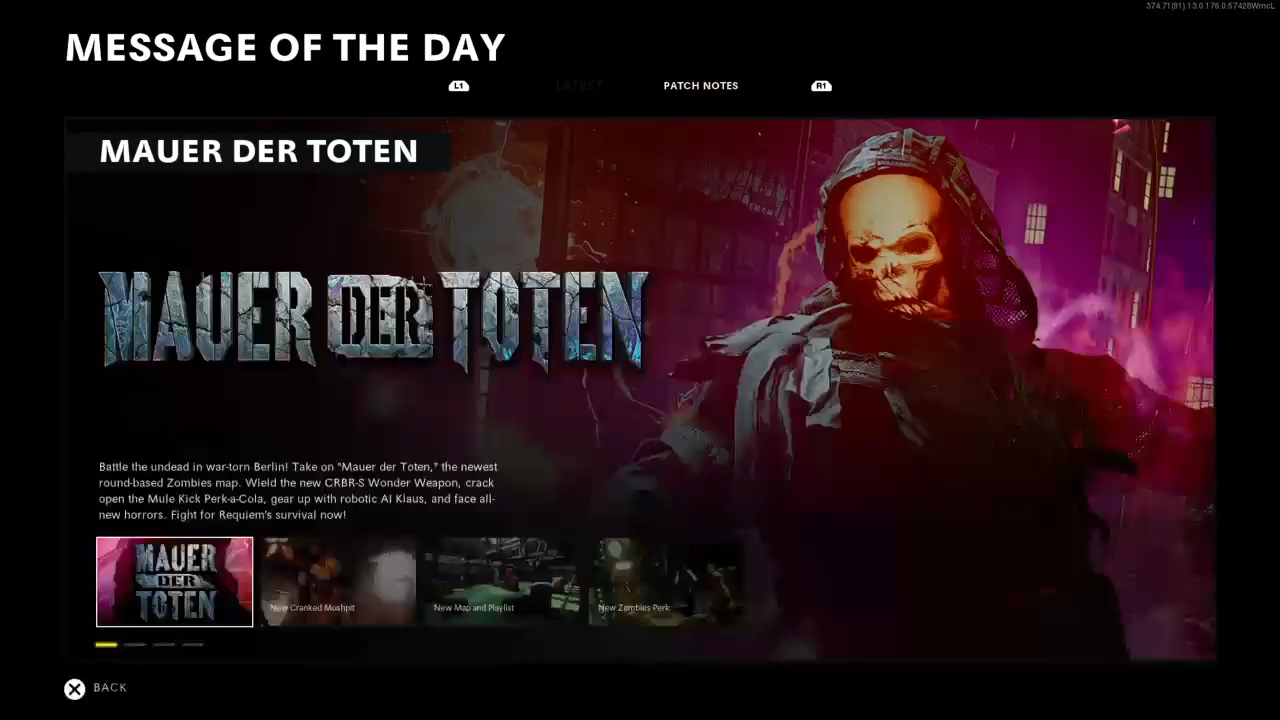 374.71(91).13.0.176.0.57428WmcL
MESSAGE OF THE DAY
L1
LATEST
PATCH NOTES
R1
MAUER DER TOTEN
MAUER DER TOTEN
Battle the undead in war-torn Berlin! Take on "Mauer der Toten," the newest
round-based Zombies map. Wield the new CRBR-S Wonder Weapon, crack
open the Mule Kick Perk-a-Cola, gear up with robotic AI Klaus, and face all-
new horrors. Fight for Requiem's survival now!
MAUER
DER
TOTEN
New Cranked Moshpit
New Map and Playlist
New Zombies Perk
BACK